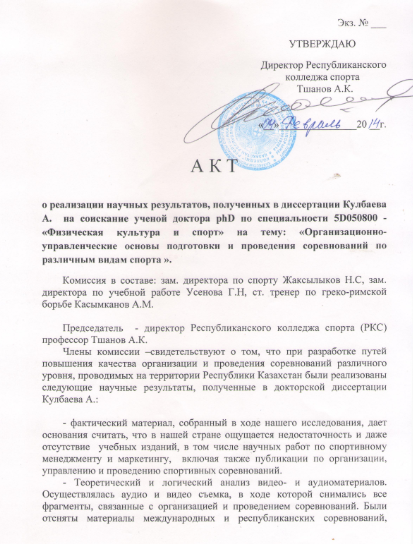 Экз. № ___
УТВЕРЖДАЮ
Директор Республиканского
колледжа спорта
Тшанов А.К.
«24» Февраль 2014г.
А К Т
о реализации научных результатов, полученных в диссертации Кулбаева
А. на соискание ученой доктора phD по специальности 5D050800 -
«Физическая культура и спорт» на тему: «Организационно-
управленческие основы подготовки и проведения соревнований по
различным видам спорта ».
Комиссия в составе: зам. директора по спорту Жаксылыков Н.С, зам.
директора по учебной работе Усенова Г.Н, ст. тренер по греко-римской
борьбе Касымканов А.М.
Председатель - директор Республиканского колледжа спорта (РКС)
профессор Тшанов А.К.
Члены комиссии –свидетельствуют о том, что при разработке путей
повышения качества организации и проведения соревнований различного
уровня, проводимых на территории Республики Казахстан были реализованы
следующие научные результаты, полученные в докторской диссертации
Кулбаева А.:
- фактический материал, собранный в ходе нашего исследования, дает
основания считать, что в нашей стране ощущается недостаточность и даже
отсутствие учебных изданий, в том числе научных работ по спортивному
менеджменту и маркетингу, включая также публикации по организации,
управлению и проведению спортивных соревнований.
- Теоретический и логический анализ видео- и аудиоматериалов.
Осуществлялась аудио и видео съемка, в ходе которой снимались все
фрагменты, связанные с организацией и проведением соревнований. Были
отсняты материалы международных и республиканских соревнований,